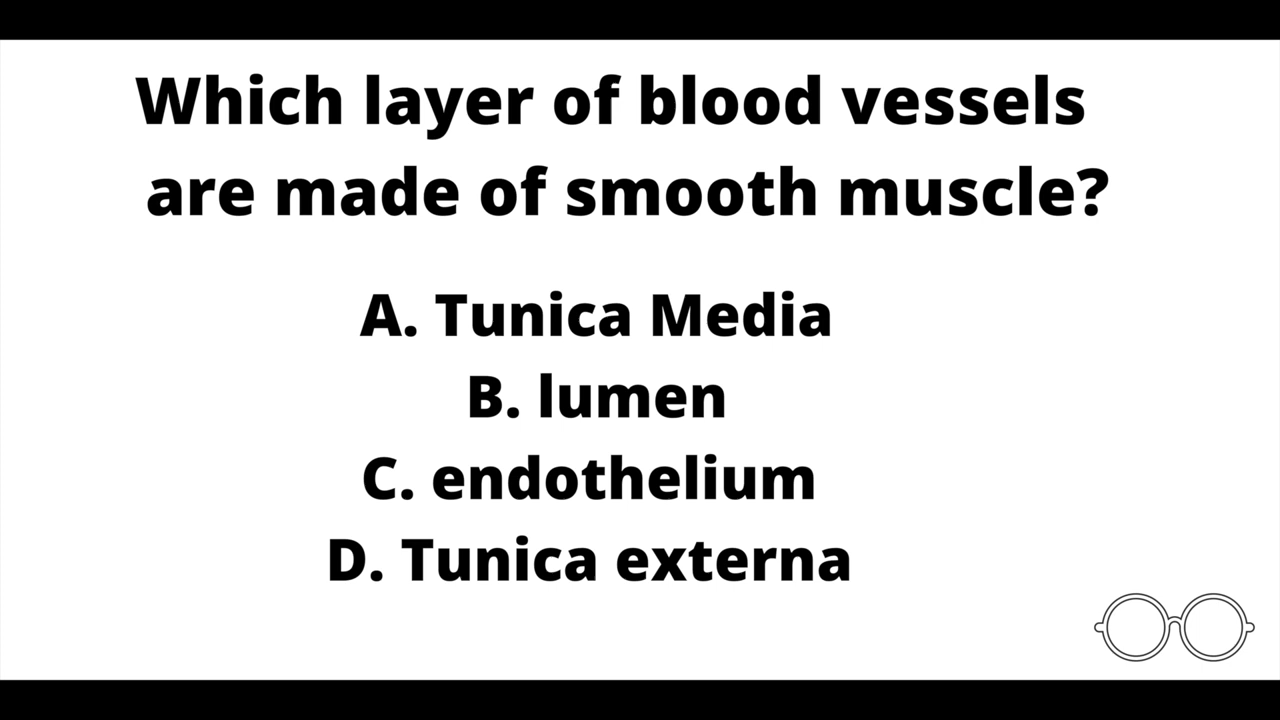 Which layer of blood vessels
are made of smooth muscle?
A. Tunica Media
B. lumen
C. endothelium
D. Tunica externa